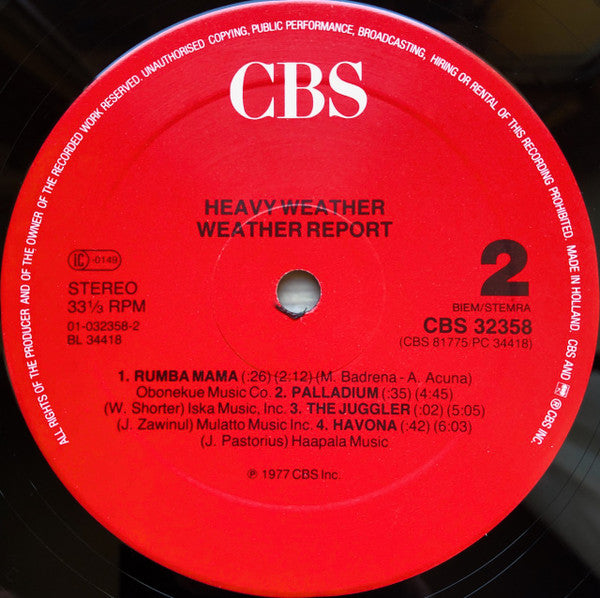 ALL RIGHTS OF THE PRODUCER AND OF THE OWNER OF THE RECORDED WORK RESERVED. UNAUTHORISED COPYING, PUBLIC PERFORMANCE, BROADCASTING, HIRING OR RENTAL OF THIS RECORDING PROHIBITED. MADE IN HOLLAND. CBS AND ® CBS INC.
CBS
HEAVY WEATHER
WEATHER REPORT
IC -0149
STEREO
33⅓ RPM
01-032358-2
BL 34418
2
BIEM/STEMRA
CBS 32358
(CBS 81775 PC 34418)
1. RUMBA MAMA (:26) (2:12) (M. Badrena - A. Acuna)
Obonekue Music Co. 2. PALLADIUM (:35) (4:45)
(W. Shorter) Iska Music, Inc. 3. THE JUGGLER (:02) (5:05)
(J. Zawinul) Mulatto Music Inc. 4. HAVONA (:42) (6:03)
(J. Pastorius) Haapala Music
℗ 1977 CBS Inc.